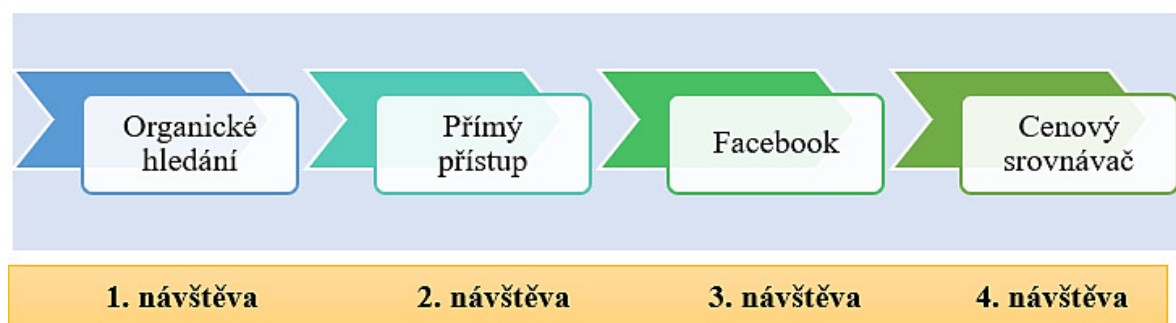 Organické
hledání
Přímý
přístup
Facebook
Cenový
srovnávač
1. návštěva
2. návštěva
3. návštěva
4. návštěva